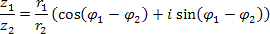 z₁/z₂ = r₁/r₂ (cos(φ₁ − φ₂) + i sin(φ₁ − φ₂))